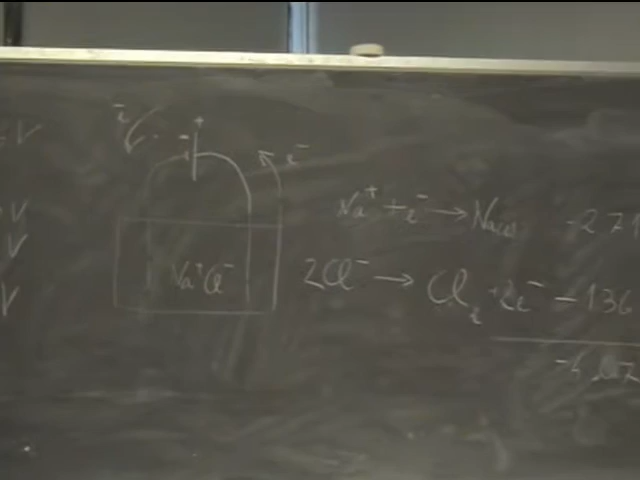 V
V
V
V
e⁻
- +
e⁻
Na⁺Cl⁻
Na⁺ + e⁻ → Na(s) -2.71
2Cl⁻ → Cl₂ + 2e⁻ -1.36